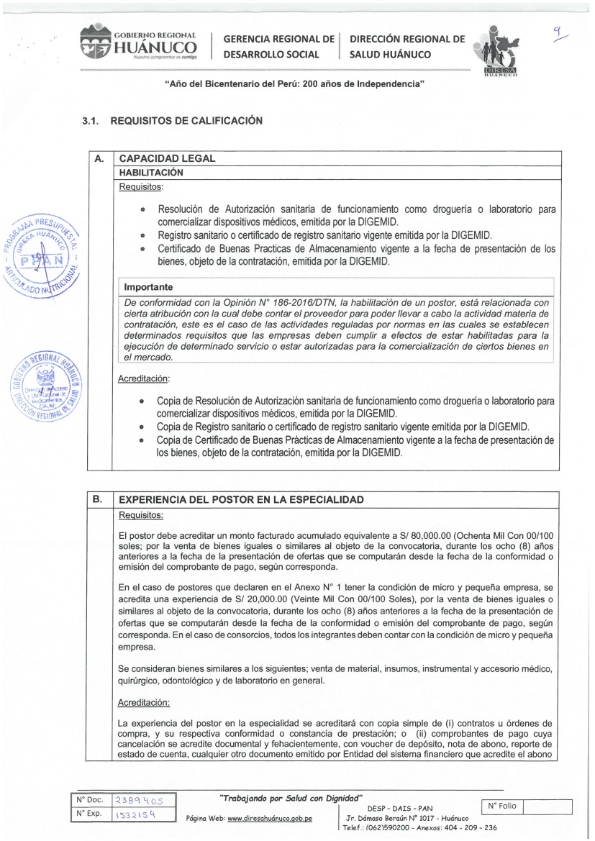 GOBIERNO REGIONAL
HUÁNUCO
Nuestro compromiso es contigo
GERENCIA REGIONAL DE
DESARROLLO SOCIAL
DIRECCIÓN REGIONAL DE
SALUD HUÁNUCO
DIRESA
HUÁNUCO
9
“Año del Bicentenario del Perú: 200 años de Independencia”
3.1. REQUISITOS DE CALIFICACIÓN
A. CAPACIDAD LEGAL
HABILITACIÓN
Requisitos:
• Resolución de Autorización sanitaria de funcionamiento como droguería o laboratorio para
comercializar dispositivos médicos, emitida por la DIGEMID.
• Registro sanitario o certificado de registro sanitario vigente emitida por la DIGEMID.
• Certificado de Buenas Practicas de Almacenamiento vigente a la fecha de presentación de los
bienes, objeto de la contratación, emitida por la DIGEMID.
Importante
De conformidad con la Opinión N° 186-2016/DTN, la habilitación de un postor, está relacionada con
cierta atribución con la cual debe contar el proveedor para poder llevar a cabo la actividad materia de
contratación, este es el caso de las actividades reguladas por normas en las cuales se establecen
determinados requisitos que las empresas deben cumplir a efectos de estar habilitadas para la
ejecución de determinado servicio o estar autorizadas para la comercialización de ciertos bienes en
el mercado.
Acreditación:
• Copia de Resolución de Autorización sanitaria de funcionamiento como droguería o laboratorio para
comercializar dispositivos médicos, emitida por la DIGEMID.
• Copia de Registro sanitario o certificado de registro sanitario vigente emitida por la DIGEMID.
• Copia de Certificado de Buenas Pràcticas de Almacenamiento vigente a la fecha de presentación de
los bienes, objeto de la contratación, emitida por la DIGEMID.
PROGRAMA PRESUPUESTAL
DIRESA HUÁNUCO
PAN
ARTICULADO NUTRICIONAL
GOBIERNO REGIONAL HUÁNUCO
DIRECCIÓN REGIONAL DE SALUD
B. EXPERIENCIA DEL POSTOR EN LA ESPECIALIDAD
Requisitos:
El postor debe acreditar un monto facturado acumulado equivalente a S/ 80,000.00 (Ochenta Mil Con 00/100
soles; por la venta de bienes iguales o similares al objeto de la convocatoria, durante los ocho (8) años
anteriores a la fecha de la presentación de ofertas que se computarán desde la fecha de la conformidad o
emisión del comprobante de pago, según corresponda.
En el caso de postores que declaren en el Anexo N° 1 tener la condición de micro y pequeña empresa, se
acredita una experiencia de S/ 20,000.00 (Veinte Mil Con 00/100 Soles), por la venta de bienes iguales o
similares al objeto de la convocatoria, durante los ocho (8) años anteriores a la fecha de la presentación de
ofertas que se computarán desde la fecha de la conformidad o emisión del comprobante de pago, según
corresponda. En el caso de consorcios, todos los integrantes deben contar con la condición de micro y pequeña
empresa.
Se consideran bienes similares a los siguientes; venta de material, insumos, instrumental y accesorio médico,
quirúrgico, odontológico y de laboratorio en general.
Acreditación:
La experiencia del postor en la especialidad se acreditará con copia simple de (i) contratos u órdenes de
compra, y su respectiva conformidad o constancia de prestación; o (ii) comprobantes de pago cuya
cancelación se acredite documental y fehacientemente, con voucher de depósito, nota de abono, reporte de
estado de cuenta, cualquier otro documento emitido por Entidad del sistema financiero que acredite el abono
N° Doc. 2389405
N° Exp. 1532154
“Trabajando por Salud con Dignidad”
Página Web: www.diresahuánuco.gob.pe
DESP - DAIS - PAN
Jr. Dámaso Beraún N° 1017 - Huánuco
Telef.: (062)590200 - Anexos: 404 - 209 - 236
N° Folio